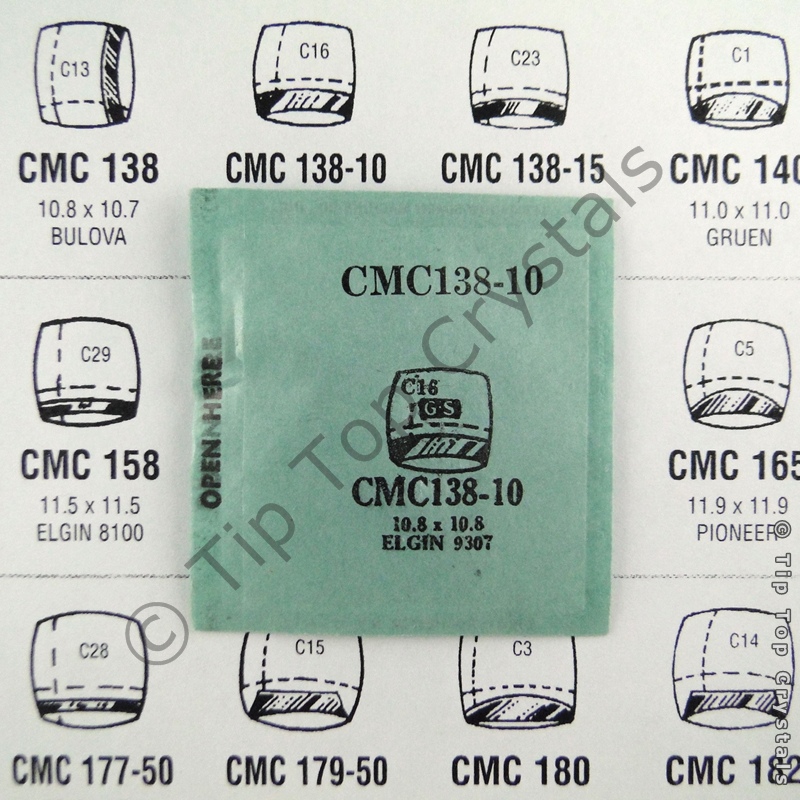 C13
C16
C23
C1
CMC 138
CMC 138-10
CMC 138-15
CMC 140
10.8 x 10.7
BULOVA
11.0 x 11.0
GRUEN
CMC138-10
C29
C5
OPEN HERE
C16
G-S
CMC 158
11.5 x 11.5
ELGIN 8100
CMC138-10
10.8 x 10.8
ELGIN 9307
CMC 165
11.9 x 11.9
PIONEER
C28
C15
C3
C14
CMC 177-50
CMC 179-50
CMC 180
CMC 182
© Tip Top Crystals
© Tip Top Crystals